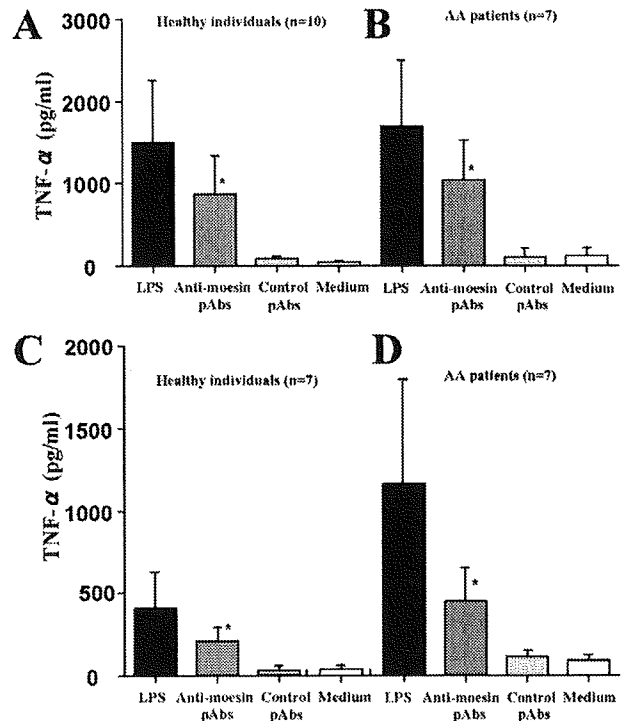 A
Healthy individuals (n=10)
B
AA patients (n=7)
3000
2000
1000
0
TNF-α (pg/ml)
LPS Anti-moesin pAbs Control pAbs Medium
LPS Anti-moesin pAbs Control pAbs Medium
*
*
C
Healthy individuals (n=7)
D
AA patients (n=7)
2000
1500
1000
500
0
TNF-α (pg/ml)
LPS Anti-moesin pAbs Control pAbs Medium
LPS Anti-moesin pAbs Control pAbs Medium
*
*